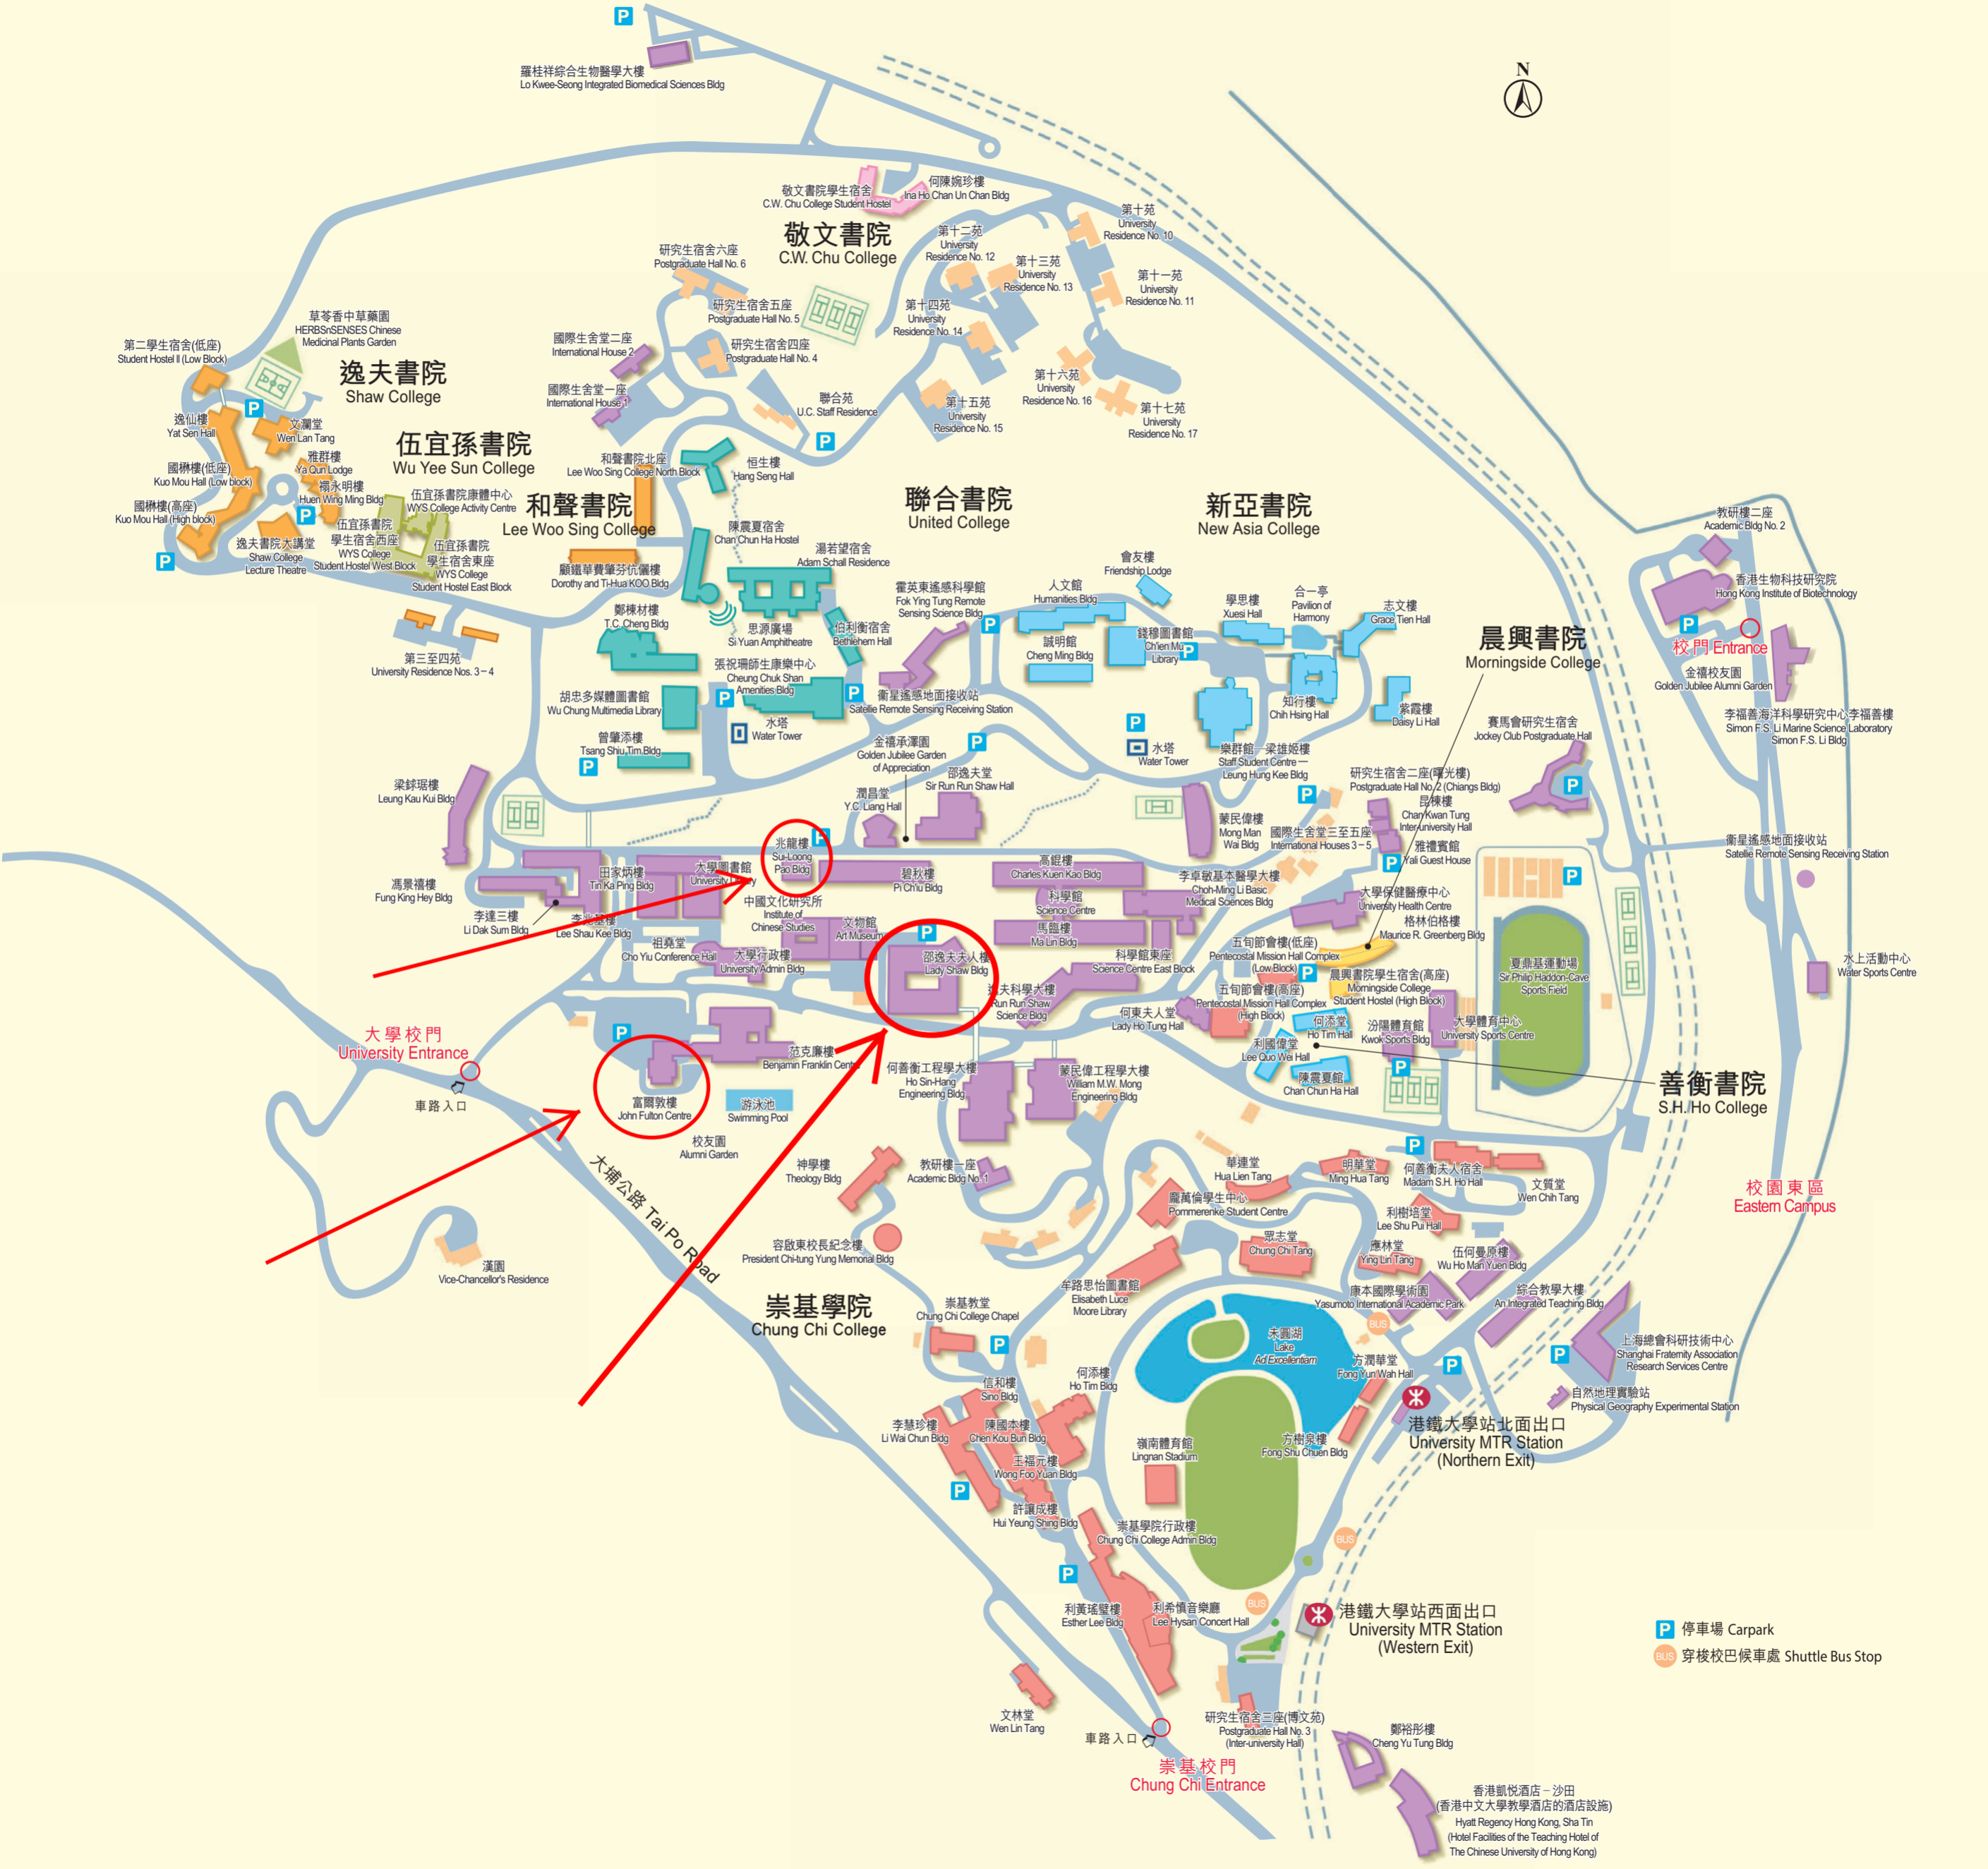 N
P
羅桂祥綜合生物醫學大樓
Lo Kwee-Seong Integrated Biomedical Sciences Bldg
敬文書院學生宿舍
C.W. Chu College Student Hostel
何陳婉珍樓
Ina Ho Chan Un Chan Bldg
敬文書院
C.W. Chu College
第十苑
University
Residence No. 10
第十一苑
University
Residence No. 11
第十二苑
University
Residence No. 12
第十三苑
University
Residence No. 13
第十四苑
University
Residence No. 14
第十五苑
University
Residence No. 15
第十六苑
University
Residence No. 16
第十七苑
University
Residence No. 17
研究生宿舍六座
Postgraduate Hall No. 6
研究生宿舍五座
Postgraduate Hall No. 5
研究生宿舍四座
Postgraduate Hall No. 4
國際生舍堂二座
International House 2
國際生舍堂一座
International House 1
聯合苑
U.C. Staff Residence
P
草苓香中草藥園
HERBSnSENSES Chinese
Medicinal Plants Garden
第二學生宿舍(低座)
Student Hostel II (Low Block)
逸夫書院
Shaw College
P
逸仙樓
Yat Sen Hall
文瀾堂
Wen Lan Tang
雅群樓
Ya Qun Lodge
國楙樓(低座)
Kuo Mou Hall (Low block)
禤永明樓
Huen Wing Ming Bldg
國楙樓(高座)
Kuo Mou Hall (High block)
P
逸夫書院大講堂
Shaw College
Lecture Theatre
P
伍宜孫書院
Wu Yee Sun College
伍宜孫書院康體中心
WYS College Activity Centre
伍宜孫書院
學生宿舍西座
WYS College
Student Hostel West Block
伍宜孫書院
學生宿舍東座
WYS College
Student Hostel East Block
和聲書院北座
Lee Woo Sing College North Block
和聲書院
Lee Woo Sing College
顧鐵華費肇芬伉儷樓
Dorothy and Ti-Hua KOO Bldg
第三至四苑
University Residence Nos. 3 – 4
恒生樓
Hang Seng Hall
陳震夏宿舍
Chan Chun Ha Hostel
湯若望宿舍
Adam Schall Residence
聯合書院
United College
鄭棟材樓
T.C. Cheng Bldg
思源廣場
Si Yuan Amphitheatre
伯利衡宿舍
Bethlehem Hall
張祝珊師生康樂中心
Cheung Chuk Shan
Amenities Bldg
胡忠多媒體圖書館
Wu Chung Multimedia Library
P
P
水塔
Water Tower
曾肇添樓
Tsang Shiu Tim Bldg
P
霍英東遙感科學館
Fok Ying Tung Remote
Sensing Science Bldg
P
衞星遙感地面接收站
Satellie Remote Sensing Receiving Station
新亞書院
New Asia College
會友樓
Friendship Lodge
人文館
Humanities Bldg
誠明館
Cheng Ming Bldg
錢穆圖書館
Ch'ien Mu
Library
P
學思樓
Xuesi Hall
合一亭
Pavilion of
Harmony
志文樓
Grace Tien Hall
知行樓
Chih Hsing Hall
紫霞樓
Daisy Li Hall
P
水塔
Water Tower
樂群館—梁雄姬樓
Staff Student Centre —
Leung Hung Kee Bldg
晨興書院
Morningside College
賽馬會研究生宿舍
Jockey Club Postgraduate Hall
P
教研樓二座
Academic Bldg No. 2
香港生物科技研究院
Hong Kong Institute of Biotechnology
P
校門 Entrance
金禧校友園
Golden Jubilee Alumni Garden
李福善海洋科學研究中心李福善樓
Simon F.S. Li Marine Science Laboratory
Simon F.S. Li Bldg
衞星遙感地面接收站
Satellie Remote Sensing Receiving Station
水上活動中心
Water Sports Centre
金禧承澤園
Golden Jubilee Garden
of Appreciation
P
潤昌堂
Y.C. Liang Hall
邵逸夫堂
Sir Run Run Shaw Hall
梁銶琚樓
Leung Kau Kui Bldg
馮景禧樓
Fung King Hey Bldg
李達三樓
Li Dak Sum Bldg
李兆基樓
Lee Shau Kee Bldg
田家炳樓
Tin Ka Ping Bldg
大學圖書館
University Library
兆龍樓
Sui-Loong
Pao Bldg
P
碧秋樓
Pi Ch'iu Bldg
中國文化研究所
Institute of
Chinese Studies
文物館
Art Museum
祖堯堂
Cho Yiu Conference Hall
大學行政樓
University Admin Bldg
P
邵逸夫夫人樓
Lady Shaw Bldg
高錕樓
Charles Kuen Kao Bldg
科學館
Science Centre
馬臨樓
Ma Lin Bldg
科學館東座
Science Centre East Block
逸夫科學大樓
Run Run Shaw
Science Bldg
李卓敏基本醫學大樓
Choh-Ming Li Basic
Medical Sciences Bldg
蒙民偉樓
Mong Man
Wai Bldg
P
研究生宿舍二座(曙光樓)
Postgraduate Hall No. 2 (Chiangs Bldg)
昆棟樓
Chan Kwan Tung
Inter-university Hall
國際生舍堂三至五座
International Houses 3 – 5
雅禮賓館
Yali Guest House
P
大學保健醫療中心
University Health Centre
格林伯格樓
Maurice R. Greenberg Bldg
五旬節會樓(低座)
Pentecostal Mission Hall Complex
(Low Block)
P
晨興書院學生宿舍(高座)
Morningside College
Student Hostel (High Block)
五旬節會樓(高座)
Pentecostal Mission Hall Complex
(High Block)
何東夫人堂
Lady Ho Tung Hall
何添堂
Ho Tim Hall
利國偉堂
Lee Quo Wei Hall
陳震夏館
Chan Chun Ha Hall
汾陽體育館
Kwok Sports Bldg
大學體育中心
University Sports Centre
P
P
夏鼎基運動場
Sir Philip Haddon-Cave
Sports Field
善衡書院
S.H. Ho College
大學校門
University Entrance
車路入口
P
范克廉樓
Benjamin Franklin Centre
富爾敦樓
John Fulton Centre
游泳池
Swimming Pool
校友園
Alumni Garden
大埔公路 Tai Po Road
漢園
Vice-Chancellor's Residence
何善衡工程學大樓
Ho Sin-Hang
Engineering Bldg
蒙民偉工程學大樓
William M.W. Mong
Engineering Bldg
神學樓
Theology Bldg
教研樓一座
Academic Bldg No. 1
容啟東校長紀念樓
President Chi-tung Yung Memorial Bldg
崇基學院
Chung Chi College
崇基教堂
Chung Chi College Chapel
P
華連堂
Hua Lien Tang
龐萬倫學生中心
Pommerenke Student Centre
明華堂
Ming Hua Tang
P
何善衡夫人宿舍
Madam S.H. Ho Hall
文質堂
Wen Chih Tang
利樹培堂
Lee Shu Pui Hall
眾志堂
Chung Chi Tang
應林堂
Ying Lin Tang
伍何曼原樓
Wu Ho Man Yuen Bldg
康本國際學術園
Yasumoto International Academic Park
綜合教學大樓
An Integrated Teaching Bldg
牟路思怡圖書館
Elisabeth Luce
Moore Library
未圓湖
Lake
Ad Excellentiam
BUS
方潤華堂
Fong Yun Wah Hall
P
P
上海總會科研技術中心
Shanghai Fraternity Association
Research Services Centre
自然地理實驗站
Physical Geography Experimental Station
校園東區
Eastern Campus
港鐵大學站北面出口
University MTR Station
(Northern Exit)
方樹泉樓
Fong Shu Chuen Bldg
嶺南體育館
Lingnan Stadium
何添樓
Ho Tim Bldg
信和樓
Sino Bldg
李慧珍樓
Li Wai Chun Bldg
陳國本樓
Chen Kou Bun Bldg
王福元樓
Wong Foo Yuan Bldg
P
許讓成樓
Hui Yeung Shing Bldg
崇基學院行政樓
Chung Chi College Admin Bldg
P
利黃瑤璧樓
Esther Lee Bldg
利希慎音樂廳
Lee Hysan Concert Hall
BUS
BUS
港鐵大學站西面出口
University MTR Station
(Western Exit)
文林堂
Wen Lin Tang
車路入口
崇基校門
Chung Chi Entrance
研究生宿舍三座(博文苑)
Postgraduate Hall No. 3
(Inter-university Hall)
鄭裕彤樓
Cheng Yu Tung Bldg
香港凱悅酒店 – 沙田
(香港中文大學教學酒店的酒店設施)
Hyatt Regency Hong Kong, Sha Tin
(Hotel Facilities of the Teaching Hotel of
The Chinese University of Hong Kong)
P 停車場 Carpark
BUS 穿梭校巴候車處 Shuttle Bus Stop